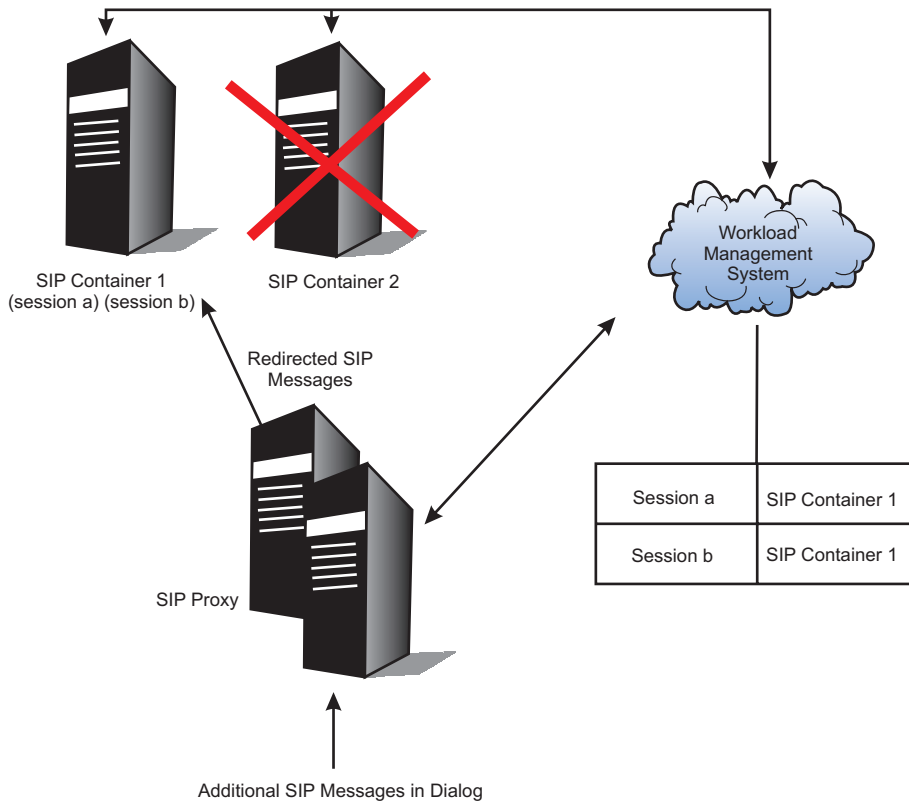 SIP Container 1
(session a) (session b)
SIP Container 2
Workload
Management
System
Redirected SIP
Messages
Session a
SIP Container 1
Session b
SIP Container 1
SIP Proxy
Additional SIP Messages in Dialog